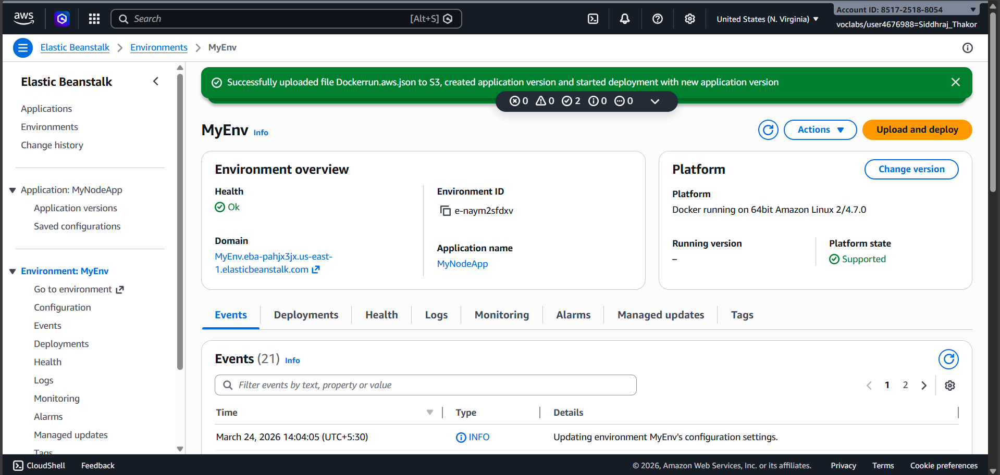 aws
Search [Alt+S]
United States (N. Virginia)
Account ID: 8517-2518-8054
voclabs/user4676988=Siddhraj_Thakor
Elastic Beanstalk
Environments
MyEnv
Elastic Beanstalk
Applications
Environments
Change history
Application: MyNodeApp
Application versions
Saved configurations
Environment: MyEnv
Go to environment
Configuration
Events
Deployments
Health
Logs
Monitoring
Alarms
Managed updates
Tags
Successfully uploaded file Dockerrun.aws.json to S3, created application version and started deployment with new application version
0 0 2 0 0
MyEnv Info
Actions
Upload and deploy
Environment overview
Health
Ok
Domain
MyEnv.eba-pahjx3jx.us-east-
1.elasticbeanstalk.com
Environment ID
e-naym2sfdxv
Application name
MyNodeApp
Platform
Change version
Platform
Docker running on 64bit Amazon Linux 2/4.7.0
Running version
–
Platform state
Supported
Events Deployments Health Logs Monitoring Alarms Managed updates Tags
Events (21) Info
Filter events by text, property or value
1 2
Time Type Details
March 24, 2026 14:04:05 (UTC+5:30) INFO Updating environment MyEnv's configuration settings.
CloudShell Feedback
© 2026, Amazon Web Services, Inc. or its affiliates. Privacy Terms Cookie preferences